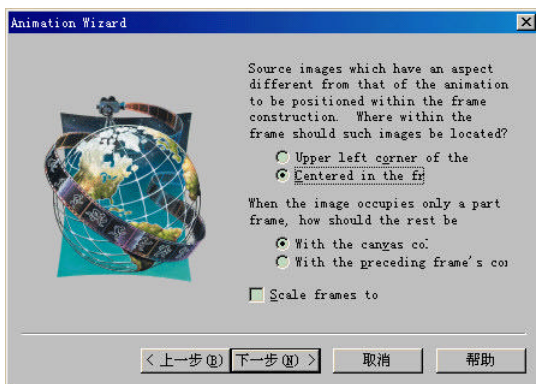 Animation Wizard
Source images which have an aspect
different from that of the animation
to be positioned within the frame
construction. Where within the
frame should such images be located?
Upper left corner of the
Centered in the fr
When the image occupies only a part
frame, how should the rest be
With the canvas co
With the preceding frame's co
Scale frames to
< 上一步(B) 下一步(N) > 取消 帮助